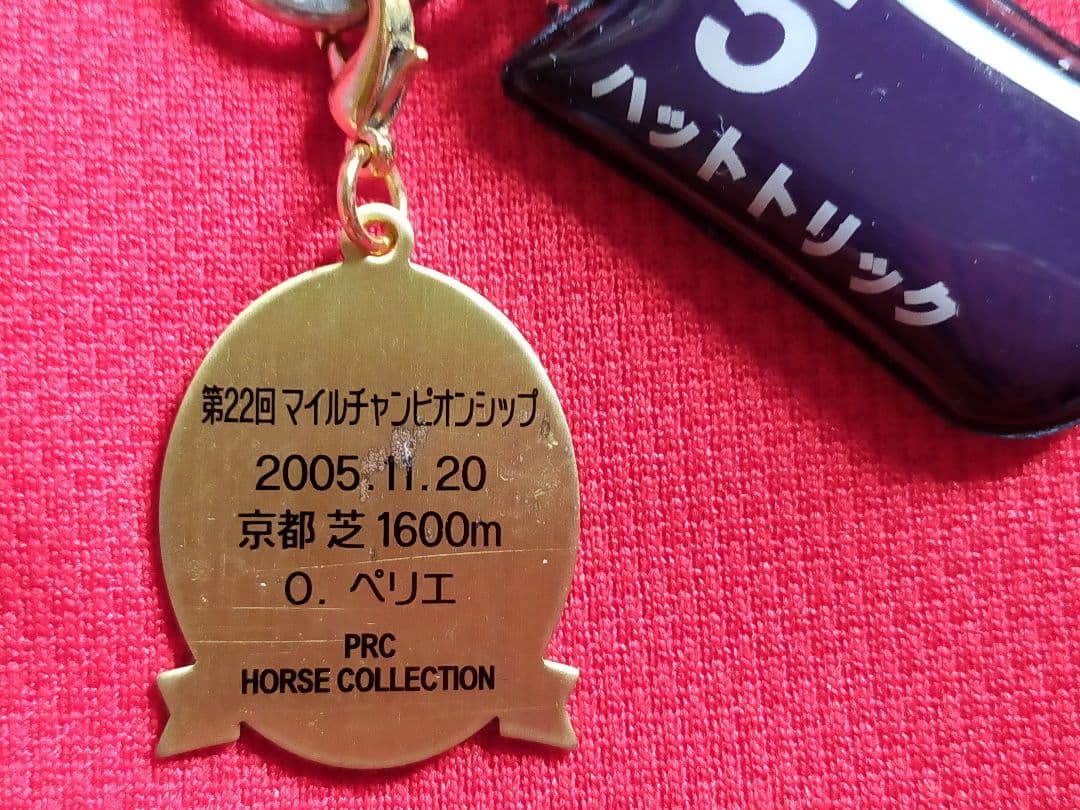 5
ハットトリック
第22回 マイルチャンピオンシップ
2005.11.20
京都 芝 1600m
O. ペリエ
PRC
HORSE COLLECTION